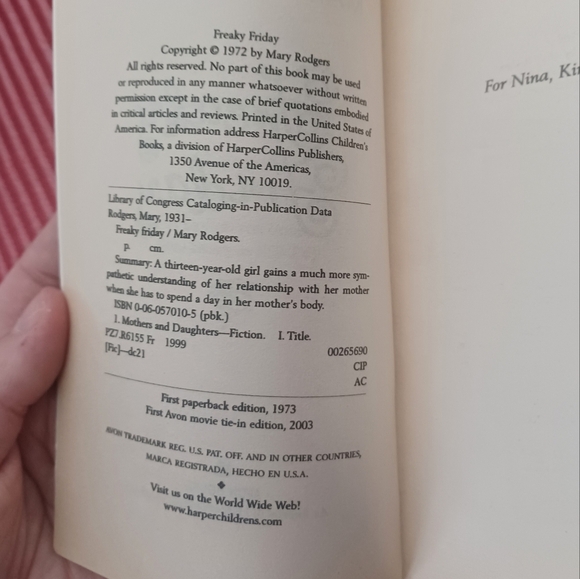 Freaky Friday
Copyright © 1972 by Mary Rodgers
All rights reserved. No part of this book may be used
or reproduced in any manner whatsoever without written
permission except in the case of brief quotations embodied
in critical articles and reviews. Printed in the United States of
America. For information address HarperCollins Children's
Books, a division of HarperCollins Publishers,
1350 Avenue of the Americas,
New York, NY 10019.
Library of Congress Cataloging-in-Publication Data
Rodgers, Mary, 1931–
Freaky friday / Mary Rodgers.
p. cm.
Summary: A thirteen-year-old girl gains a much more sym-
pathetic understanding of her relationship with her mother
when she has to spend a day in her mother's body.
ISBN 0-06-057010-5 (pbk.)
1. Mothers and Daughters—Fiction. I. Title.
PZ7.R6155 Fr 1999
00265690
[Fic]—dc21
CIP
AC
First paperback edition, 1973
First Avon movie tie-in edition, 2003
AVON TRADEMARK REG. U.S. PAT. OFF. AND IN OTHER COUNTRIES,
MARCA REGISTRADA, HECHO EN U.S.A.
❖
Visit us on the World Wide Web!
www.harperchildrens.com
For Nina, Ki